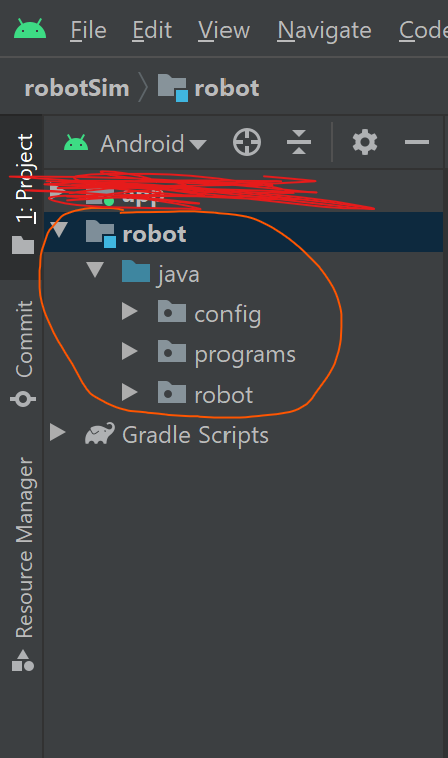 File Edit View Navigate Code
robotSim robot
Android
app
robot
java
config
programs
robot
Gradle Scripts
1: Project
Commit
Resource Manager